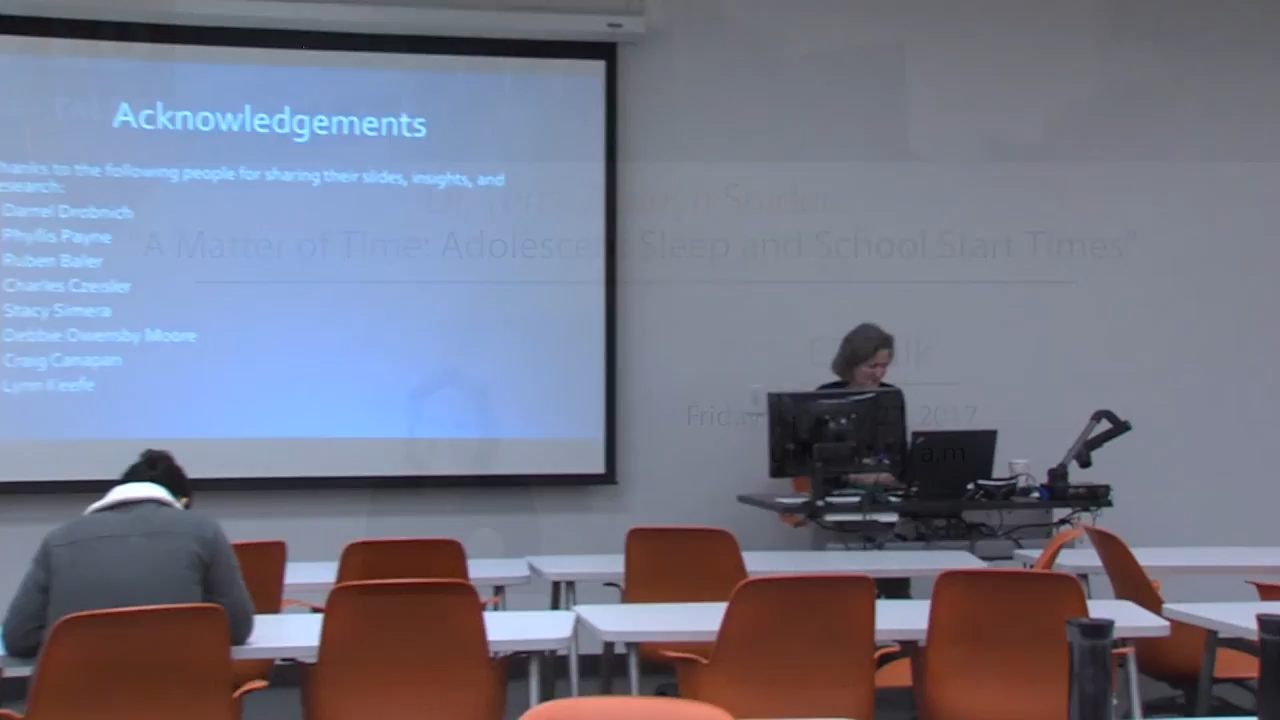 Acknowledgements
hanks to the following people for sharing their slides, insights, and
esearch:
Darrel Drobnich
Phyllis Payne
Ruben Baler
Charles Czeisler
Stacy Simera
Debbie Owensby Moore
Craig Canapari
Lynn Keefe
"A Matter of Time: Adolescent Sleep and School Start Times"
Friday 2017
a.m